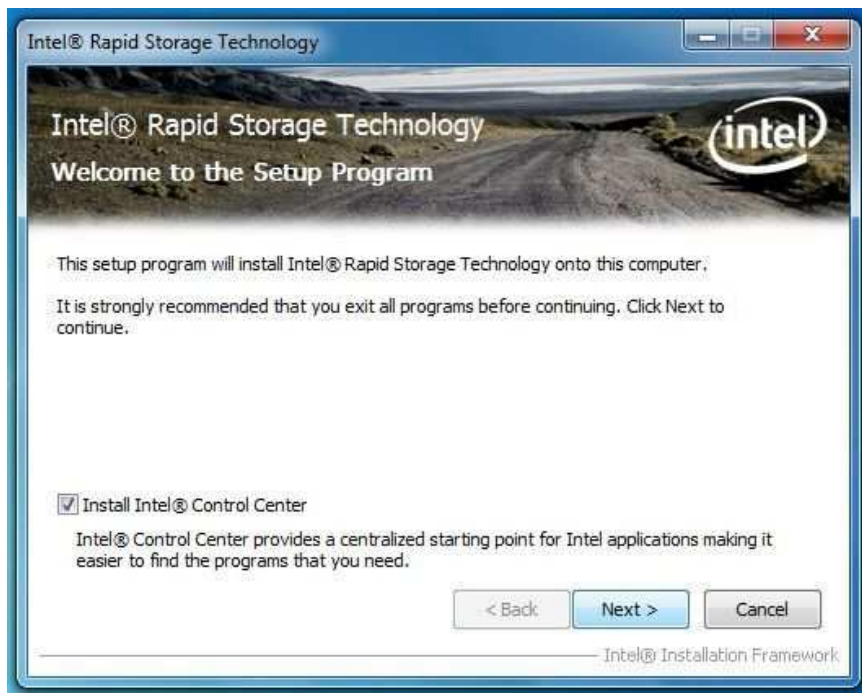 Intel® Rapid Storage Technology
Intel® Rapid Storage Technology
intel
Welcome to the Setup Program
This setup program will install Intel® Rapid Storage Technology onto this computer.
It is strongly recommended that you exit all programs before continuing. Click Next to
continue.
Install Intel® Control Center
Intel® Control Center provides a centralized starting point for Intel applications making it
easier to find the programs that you need.
< Back Next > Cancel
Intel® Installation Framework